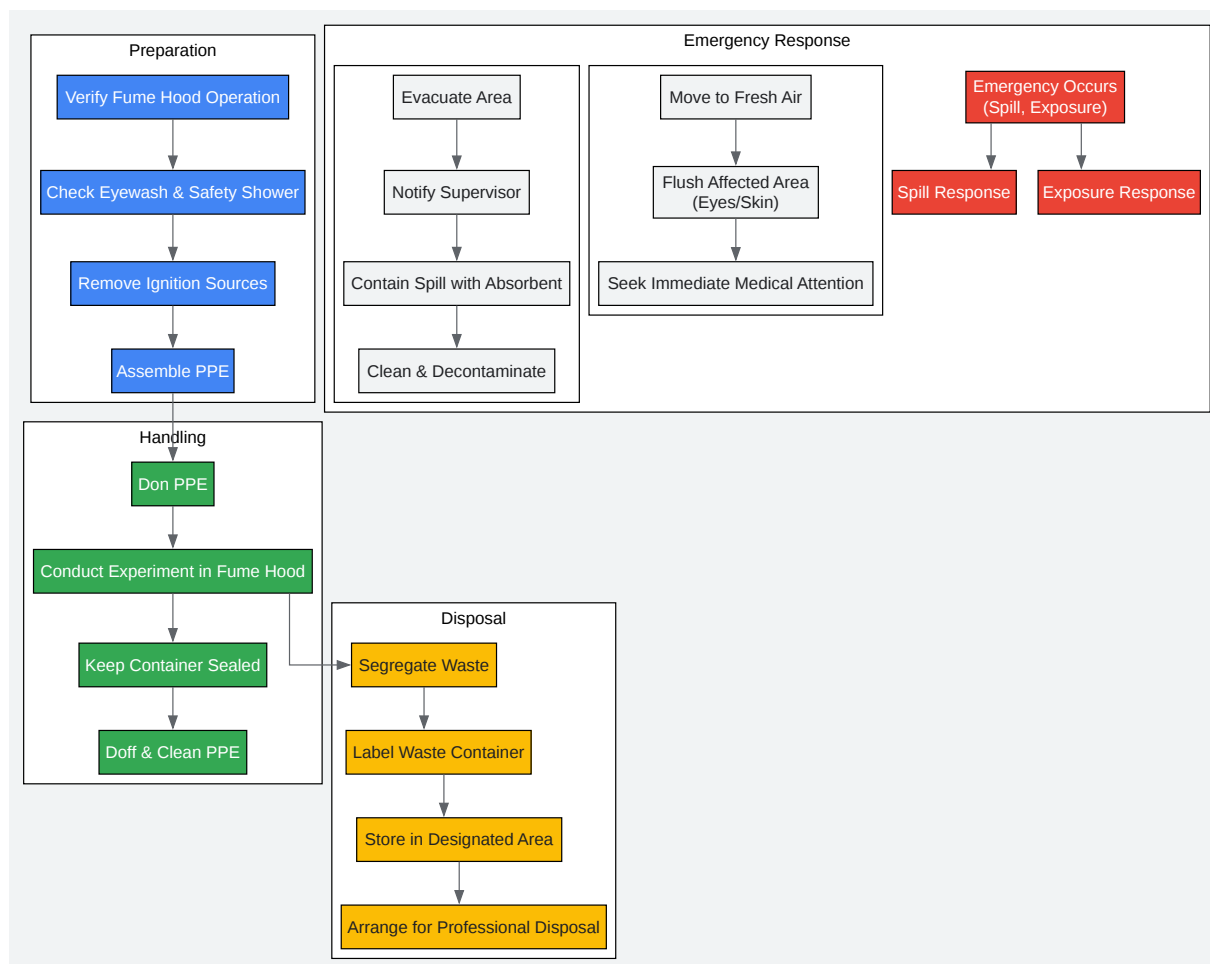 Preparation
Verify Fume Hood Operation
Check Eyewash & Safety Shower
Remove Ignition Sources
Assemble PPE
Emergency Response
Evacuate Area
Notify Supervisor
Contain Spill with Absorbent
Clean & Decontaminate
Move to Fresh Air
Flush Affected Area
(Eyes/Skin)
Seek Immediate Medical Attention
Emergency Occurs
(Spill, Exposure)
Spill Response
Exposure Response
Handling
Don PPE
Conduct Experiment in Fume Hood
Keep Container Sealed
Doff & Clean PPE
Disposal
Segregate Waste
Label Waste Container
Store in Designated Area
Arrange for Professional Disposal